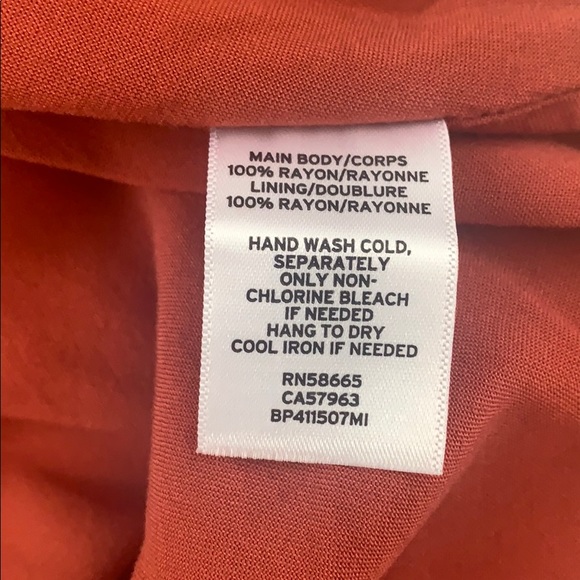 MAIN BODY/CORPS
100% RAYON/RAYONNE
LINING/DOUBLURE
100% RAYON/RAYONNE
HAND WASH COLD,
SEPARATELY
ONLY NON-
CHLORINE BLEACH
IF NEEDED
HANG TO DRY
COOL IRON IF NEEDED
RN58665
CA57963
BP411507MI